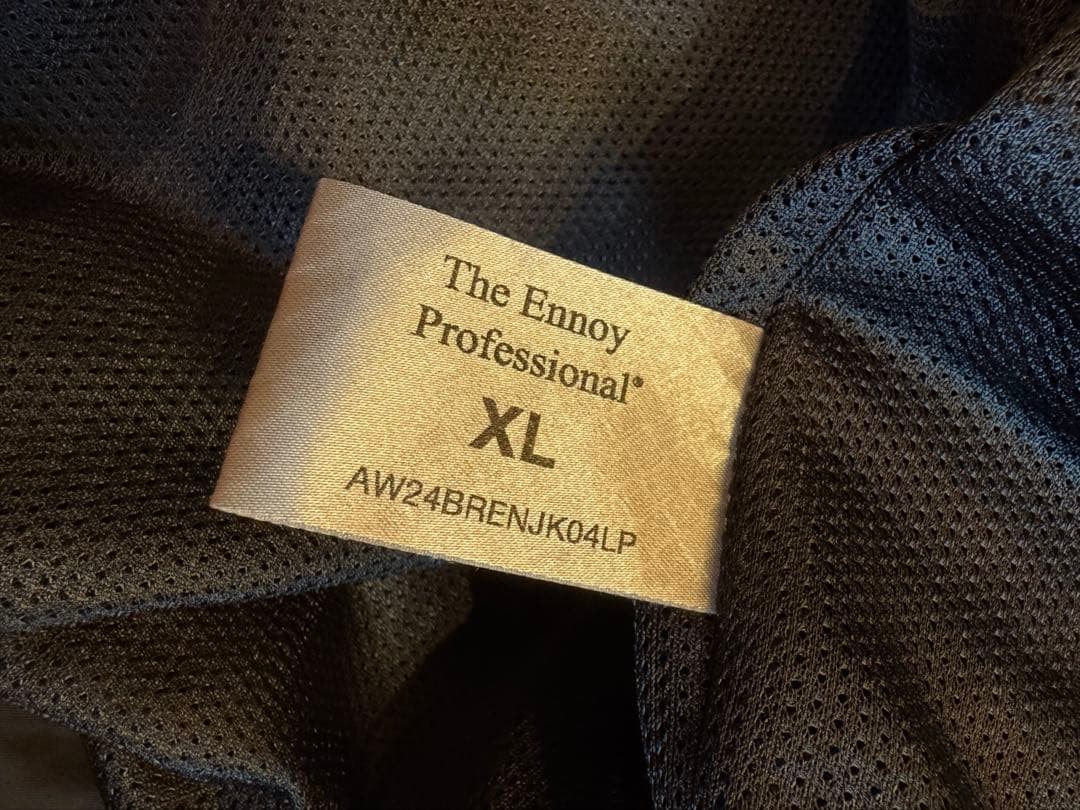 The Ennoy
Professional®
XL
AW24BRENJK04LP